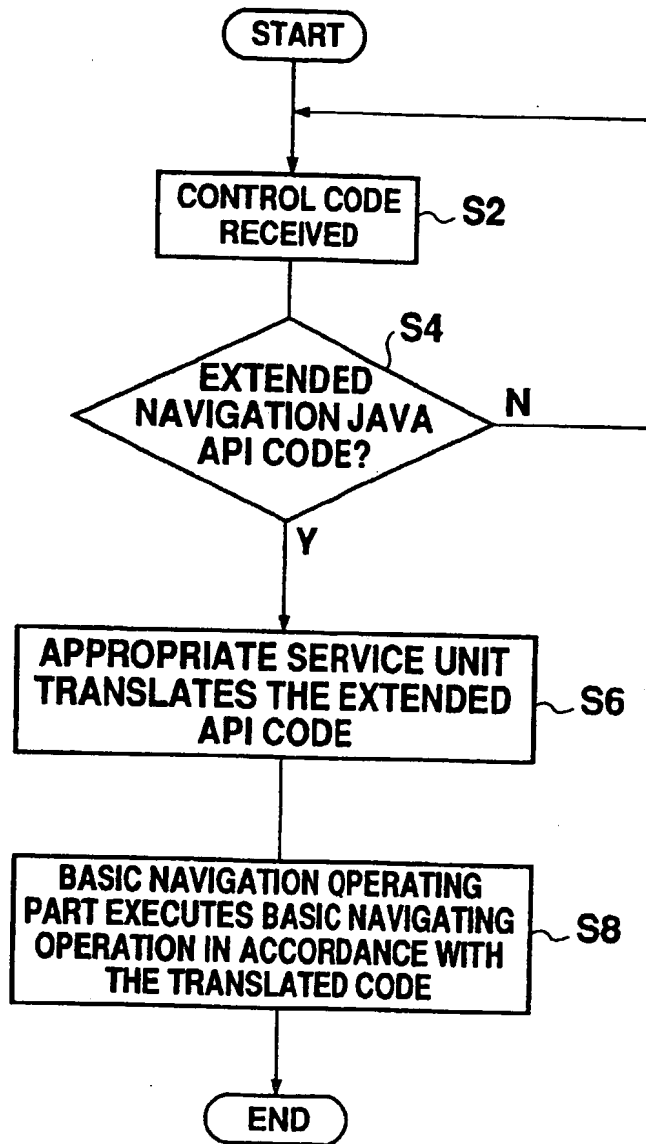 START
CONTROL CODE
RECEIVED
S2
S4
EXTENDED
NAVIGATION JAVA
API CODE?
N
Y
APPROPRIATE SERVICE UNIT
TRANSLATES THE EXTENDED
API CODE
S6
BASIC NAVIGATION OPERATING
PART EXECUTES BASIC NAVIGATING
OPERATION IN ACCORDANCE WITH
THE TRANSLATED CODE
S8
END